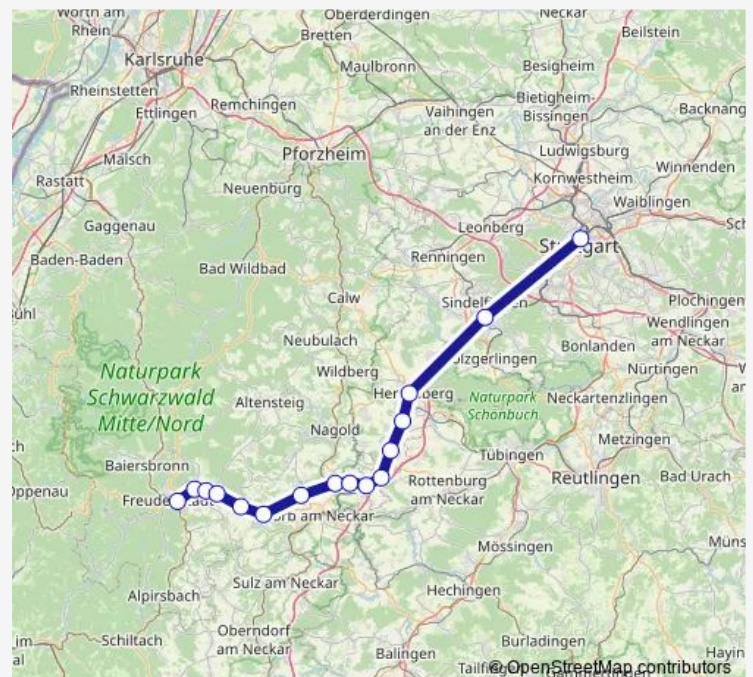 Wörth am
Rhein
Oberderdingen
Neckar
Bretten
Beilstein
Karlsruhe
Maulbronn
Besigheim
Rheinstetten
Remchingen
Bietigheim-
Bissingen
Ettlingen
Vaihingen
an der Enz
Backnang
Malsch
Pforzheim
Ludwigsburg
Winnenden
Rastatt
Neuenbürg
Kornwestheim
Waiblingen
Gaggenau
Leonberg
Baden-Baden
Bad Wildbad
Renningen
Calw
Plochingen
Wendlingen
am Neckar
Neubulach
Bonlanden
Naturpark
Schwarzwald
Mitte/Nord
Wildberg
Nürtingen
Altensteig
Naturpark
Schönbuch
Neckartenzlingen
Nagold
Metzingen
Baiersbronn
Tübingen
Oppenau
Rottenburg
am Neckar
Reutlingen
Bad Urach
Mössingen
Sulz am Neckar
Hechingen
Alpirsbach
Oberndorf
am Neckar
Schiltach
Burladingen
Balingen
© OpenStreetMap contributors